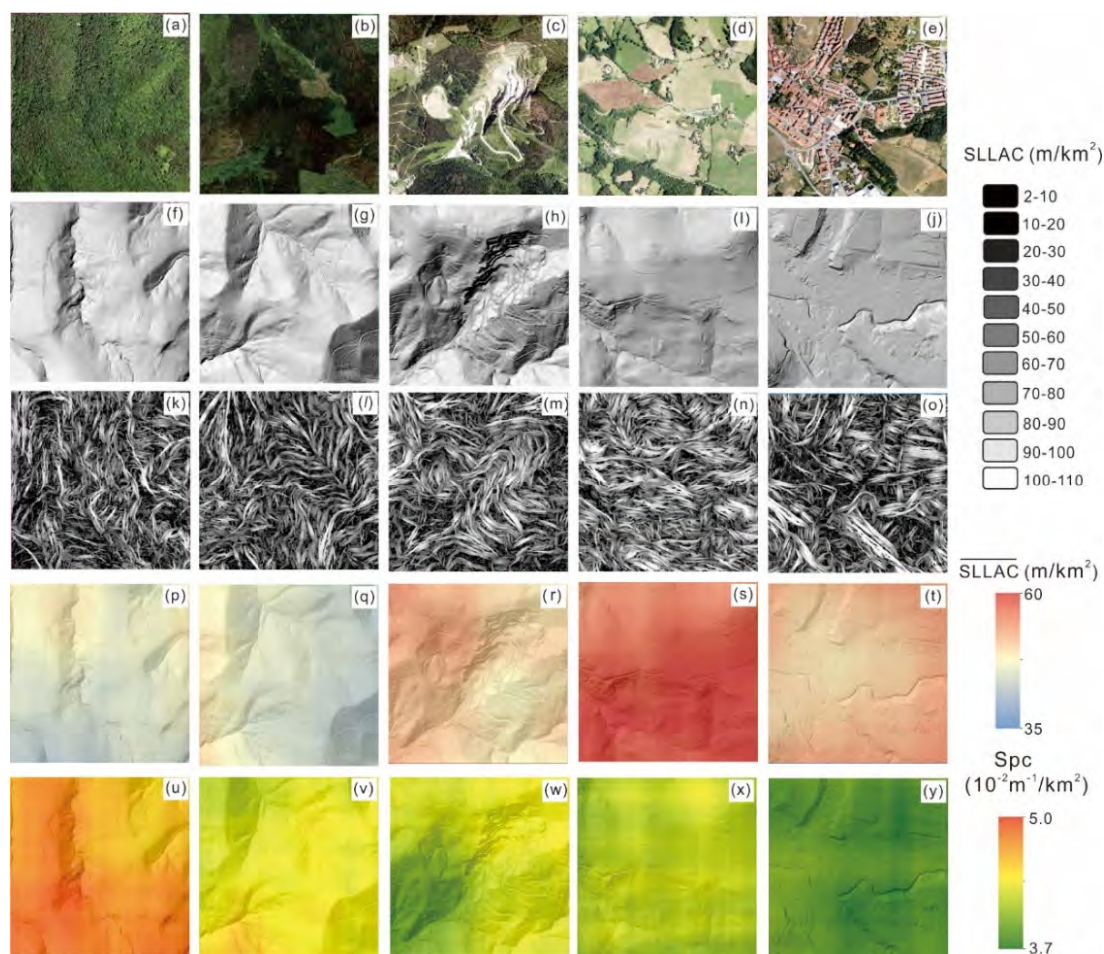 (a)
(b)
(c)
(d)
(e)
(f)
(g)
(h)
(l)
(j)
(k)
(l)
(m)
(n)
(o)
(p)
(q)
(r)
(s)
(t)
(u)
(v)
(w)
(x)
(y)
SLLAC (m/km²)
2-10
10-20
20-30
30-40
40-50
50-60
60-70
70-80
80-90
90-100
100-110
SLLAC (m/km²)
60
35
Spc
(10⁻²m⁻¹/km²)
5.0
3.7